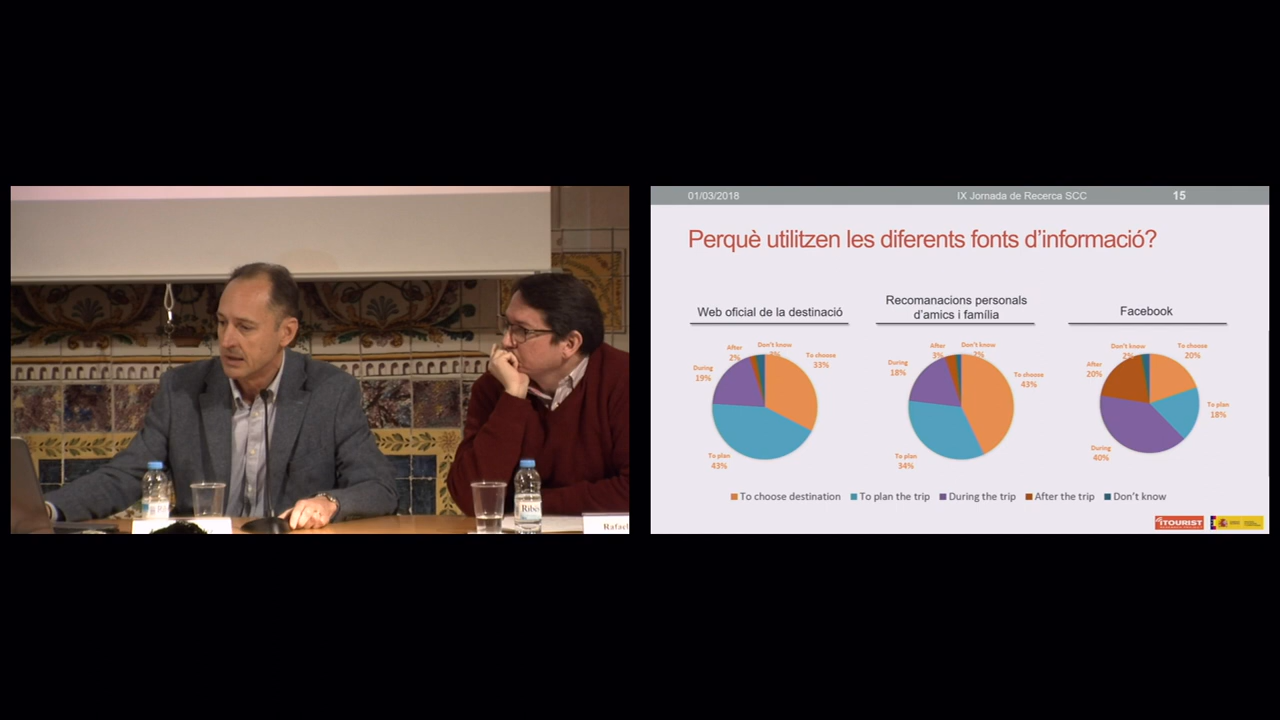 01/03/2018
IX Jornada de Recerca SCC
15
Perquè utilitzen les diferents fonts d'informació?
Web oficial de la destinació
Recomanacions personals
d'amics i família
Facebook
After
2%
Don't know
To choose
33%
During
19%
To plan
43%
After
3%
Don't know
2%
To choose
43%
During
18%
To plan
34%
Don't know
2%
To choose
20%
After
20%
To plan
18%
During
40%
To choose destination
To plan the trip
During the trip
After the trip
Don't know
iTOURIST
Ribes
Rafael